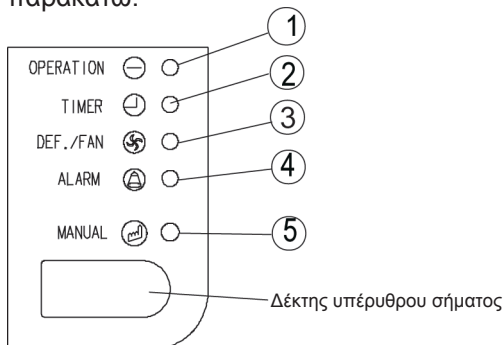 παρακάτω.
OPERATION 1
TIMER 2
DEF./FAN 3
ALARM 4
MANUAL 5
Δέκτης υπέρυθρου σήματος